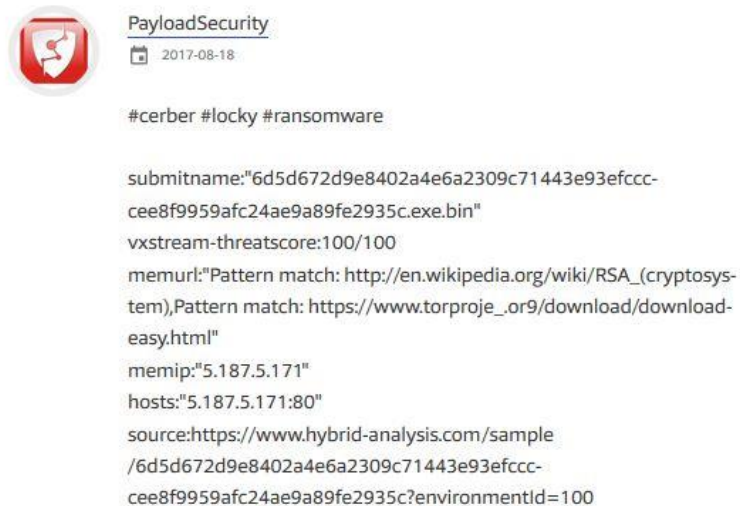 PayloadSecurity
2017-08-18
#cerber #locky #ransomware
submitname:"6d5d672d9e8402a4e6a2309c71443e93efccc-
cee8f9959afc24ae9a89fe2935c.exe.bin"
vxstream-threatscore:100/100
memurl:"Pattern match: http://en.wikipedia.org/wiki/RSA_(cryptosys-
tem),Pattern match: https://www.torproje_.or9/download/download-
easy.html"
memip:"5.187.5.171"
hosts:"5.187.5.171:80"
source:https://www.hybrid-analysis.com/sample
/6d5d672d9e8402a4e6a2309c71443e93efccc-
cee8f9959afc24ae9a89fe2935c?environmentId=100